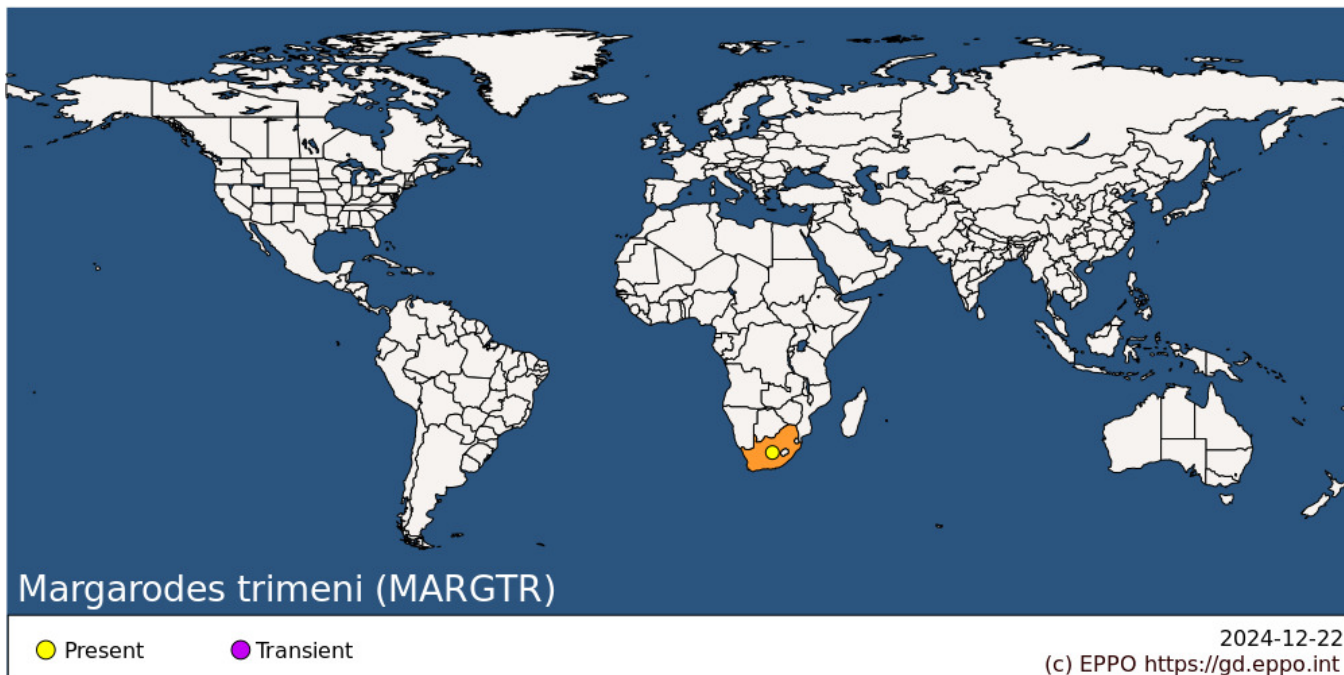 Margarodes trimeni (MARGTR)
Present
Transient
2024-12-22
(c) EPPO https://gd.eppo.int